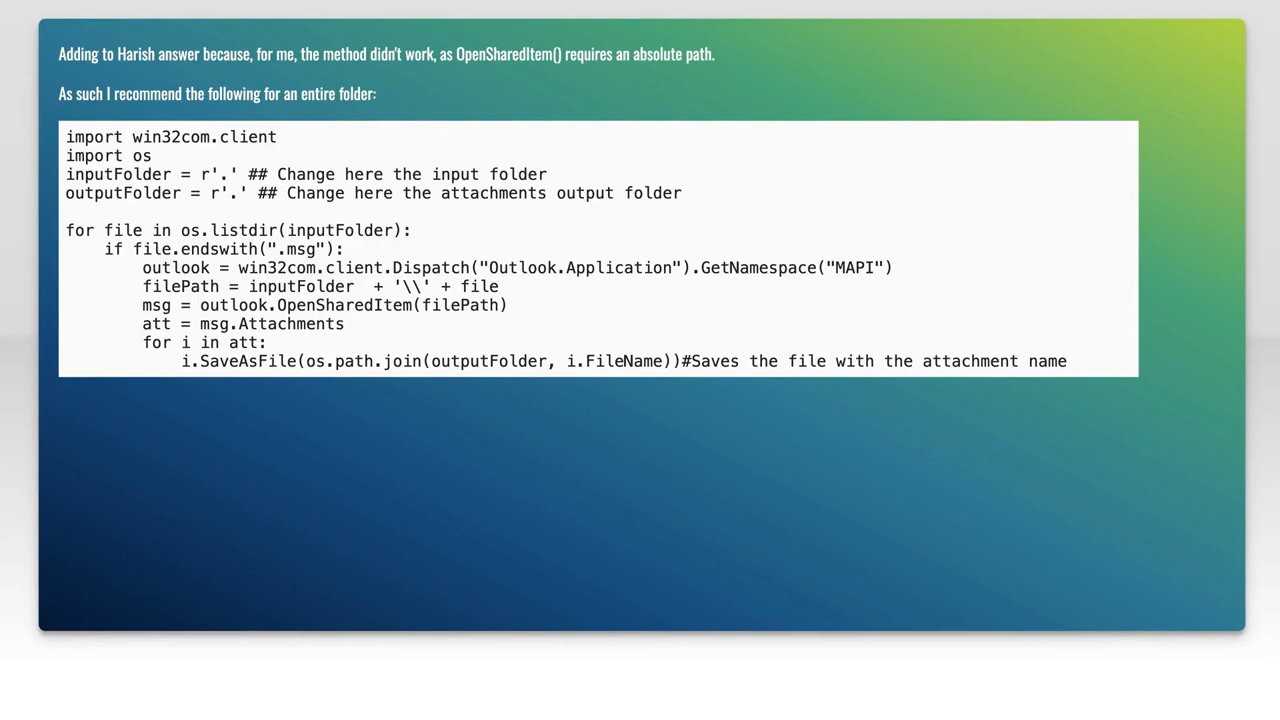 Adding to Harish answer because, for me, the method didn't work, as OpenSharedItem() requires an absolute path.
As such I recommend the following for an entire folder:
import win32com.client
import os
inputFolder = r'.' ## Change here the input folder
outputFolder = r'.' ## Change here the attachments output folder
for file in os.listdir(inputFolder):
    if file.endswith(".msg"):
        outlook = win32com.client.Dispatch("Outlook.Application").GetNamespace("MAPI")
        filePath = inputFolder  + '\\' + file
        msg = outlook.OpenSharedItem(filePath)
        att = msg.Attachments
        for i in att:
            i.SaveAsFile(os.path.join(outputFolder, i.FileName))#Saves the file with the attachment name